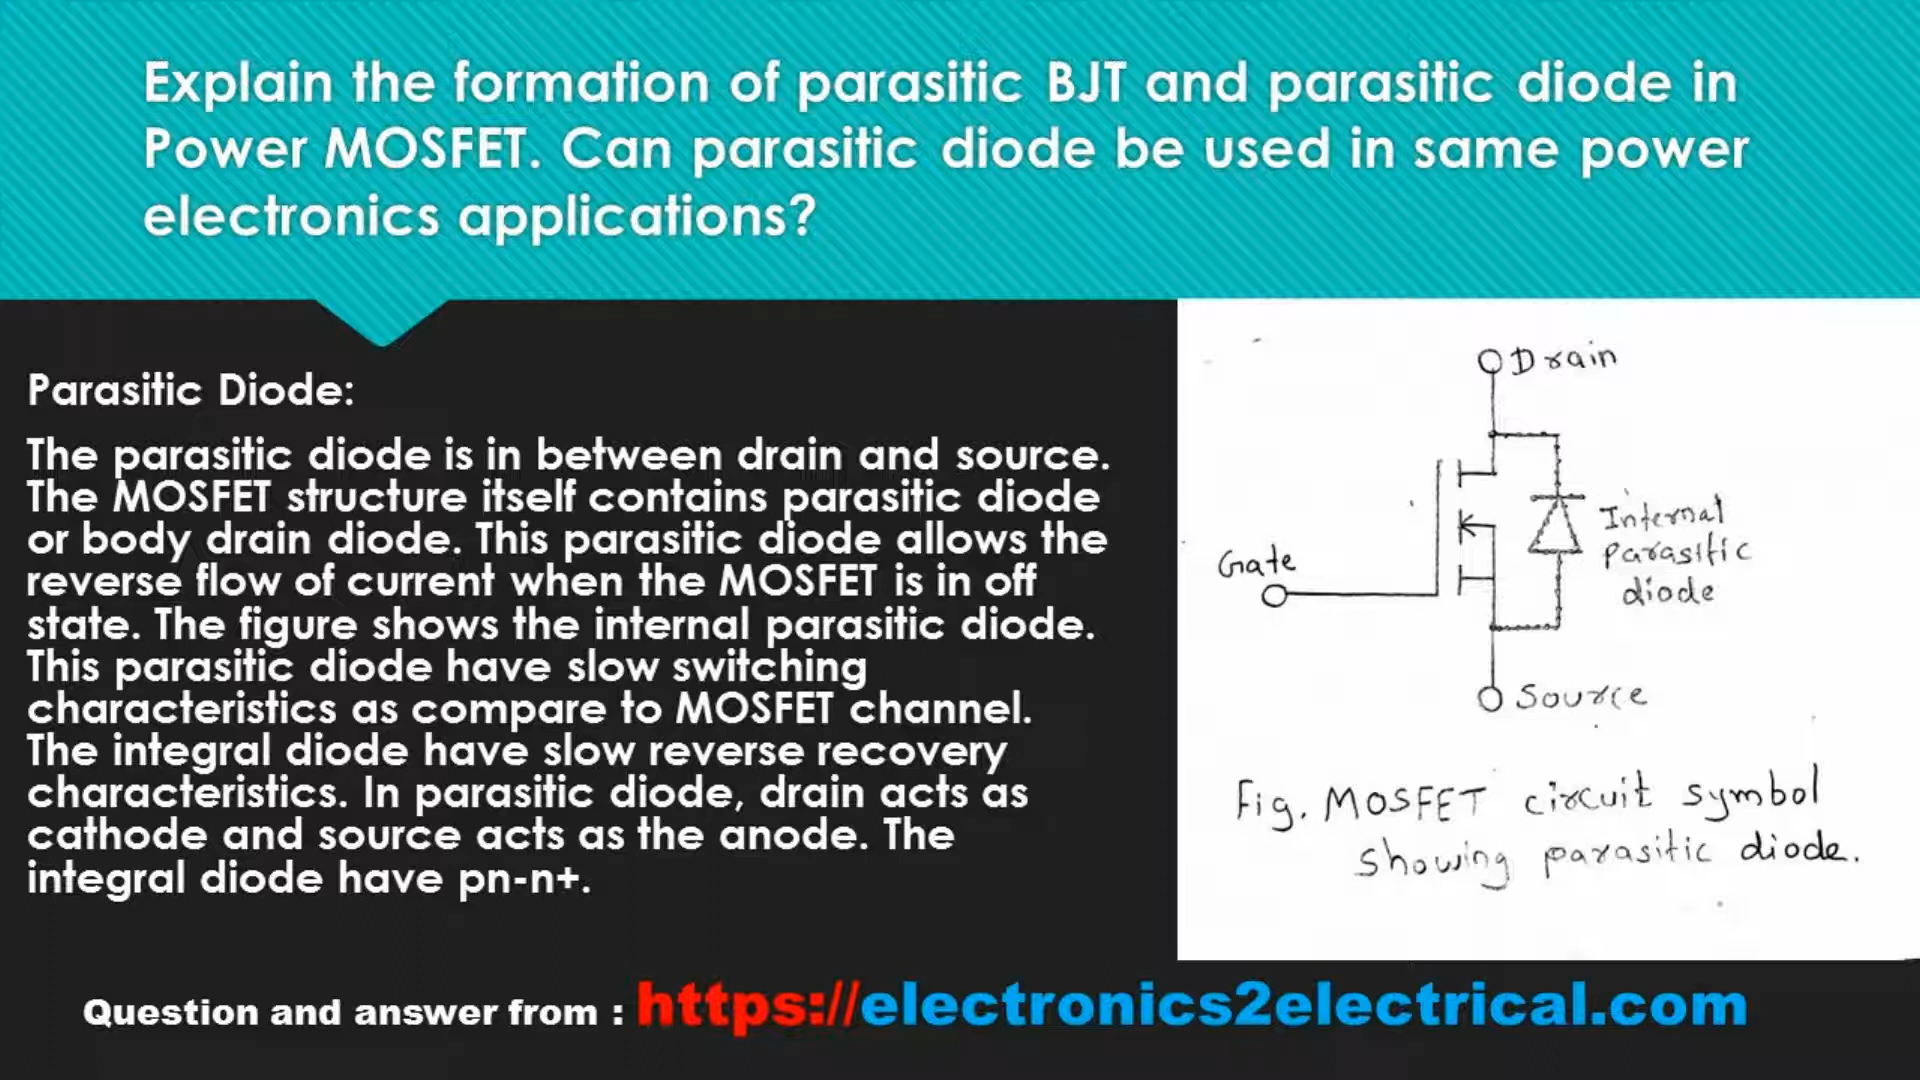 Explain the formation of parasitic BJT and parasitic diode in
Power MOSFET. Can parasitic diode be used in same power
electronics applications?
Parasitic Diode:
The parasitic diode is in between drain and source.
The MOSFET structure itself contains parasitic diode
or body drain diode. This parasitic diode allows the
reverse flow of current when the MOSFET is in off
state. The figure shows the internal parasitic diode.
This parasitic diode have slow switching
characteristics as compare to MOSFET channel.
The integral diode have slow reverse recovery
characteristics. In parasitic diode, drain acts as
cathode and source acts as the anode. The
integral diode have pn-n+.
Drain
Internal
parasitic
diode
Gate
Source
Fig. MOSFET circuit symbol
showing parasitic diode.
Question and answer from : https://electronics2electrical.com